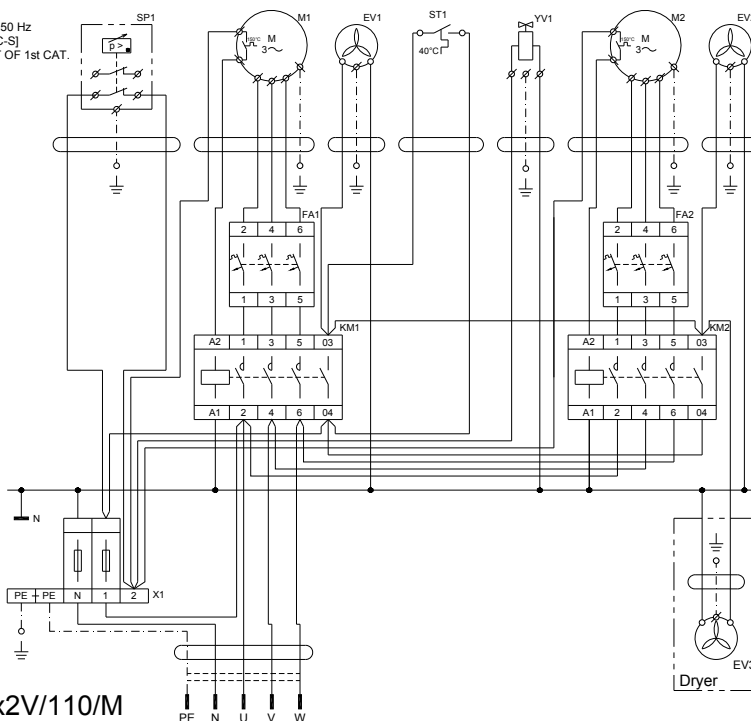 50 Hz
C-S]
OF 1st CAT.
SP1
M1
EV1
ST1
YV1
M2
p >
150°C
M
3
40°C
150°C
M
3
FA1
2 4 6
1 3 5
FA2
2 4 6
1 3 5
KM1
A2 1 3 5 03
A1 2 4 6 04
KM2
A2 1 3 5 03
A1 2 4 6 04
N
PE PE N 1 2 X1
EV3
Dryer
x2V/110/M
PE N U V W